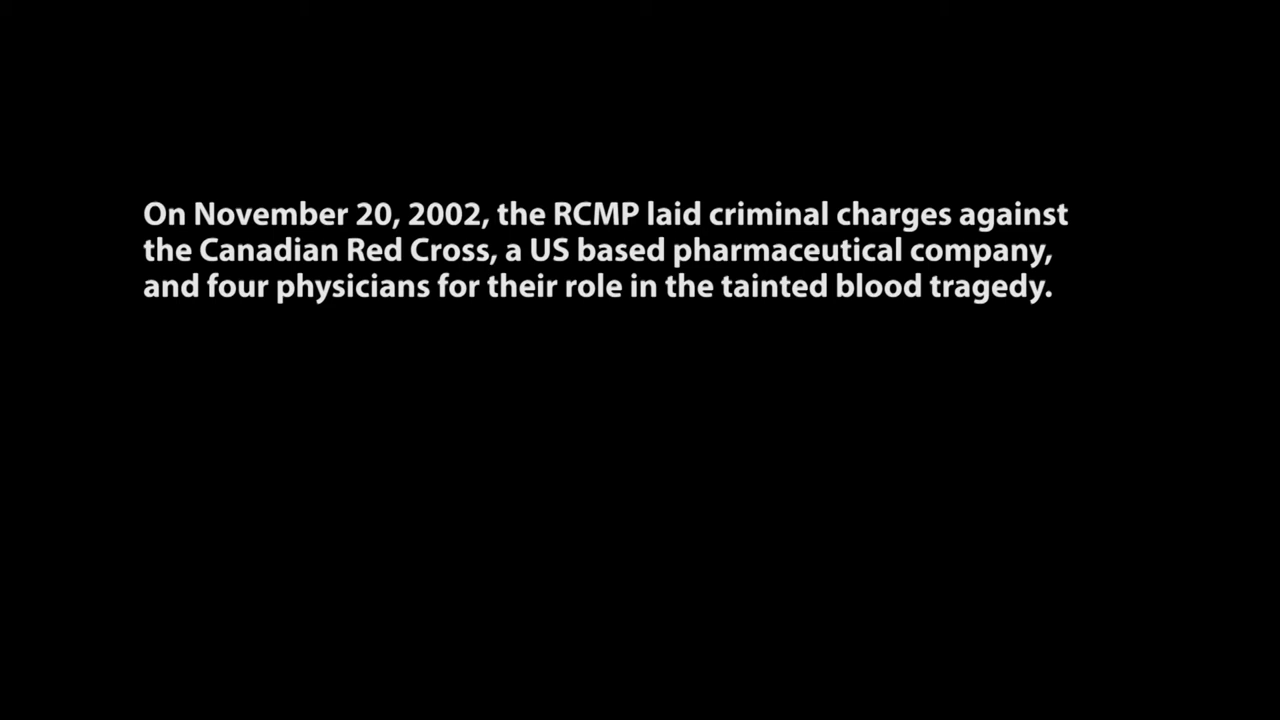 On November 20, 2002, the RCMP laid criminal charges against
the Canadian Red Cross, a US based pharmaceutical company,
and four physicians for their role in the tainted blood tragedy.